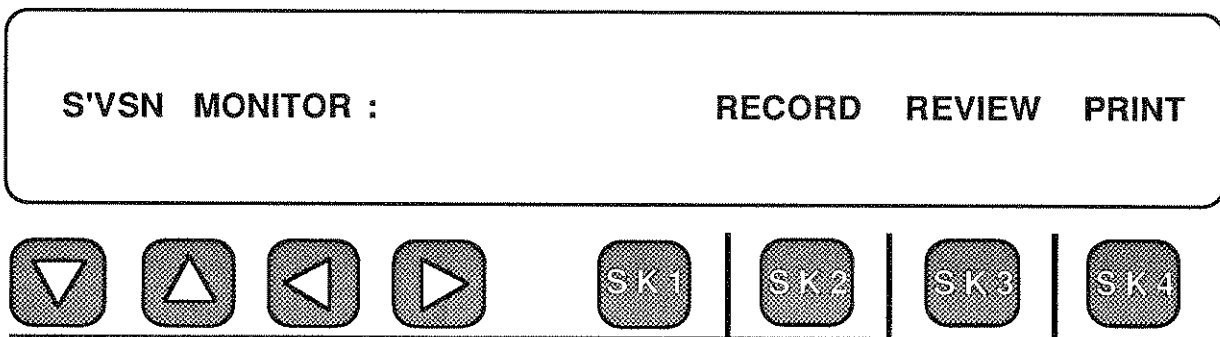 S'VSN MONITOR : RECORD REVIEW PRINT
SK1 SK2 SK3 SK4